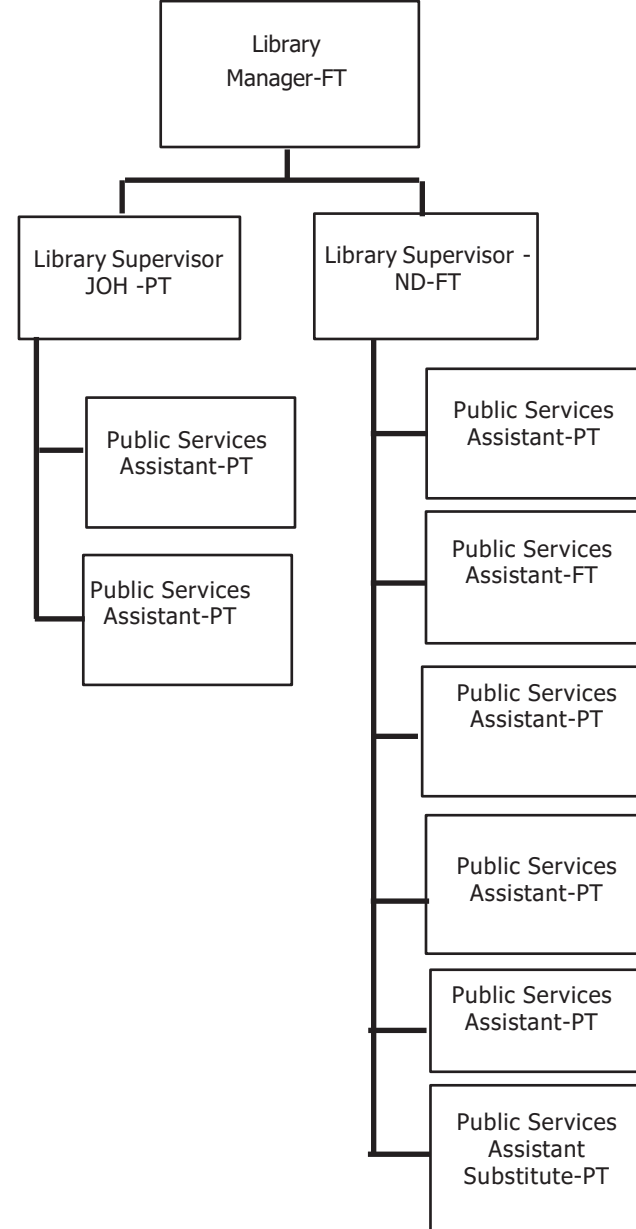 Library
Manager-FT
Library Supervisor
JOH -PT
Library Supervisor -
ND-FT
Public Services
Assistant-PT
Public Services
Assistant-PT
Public Services
Assistant-PT
Public Services
Assistant-FT
Public Services
Assistant-PT
Public Services
Assistant-PT
Public Services
Assistant-PT
Public Services
Assistant
Substitute-PT